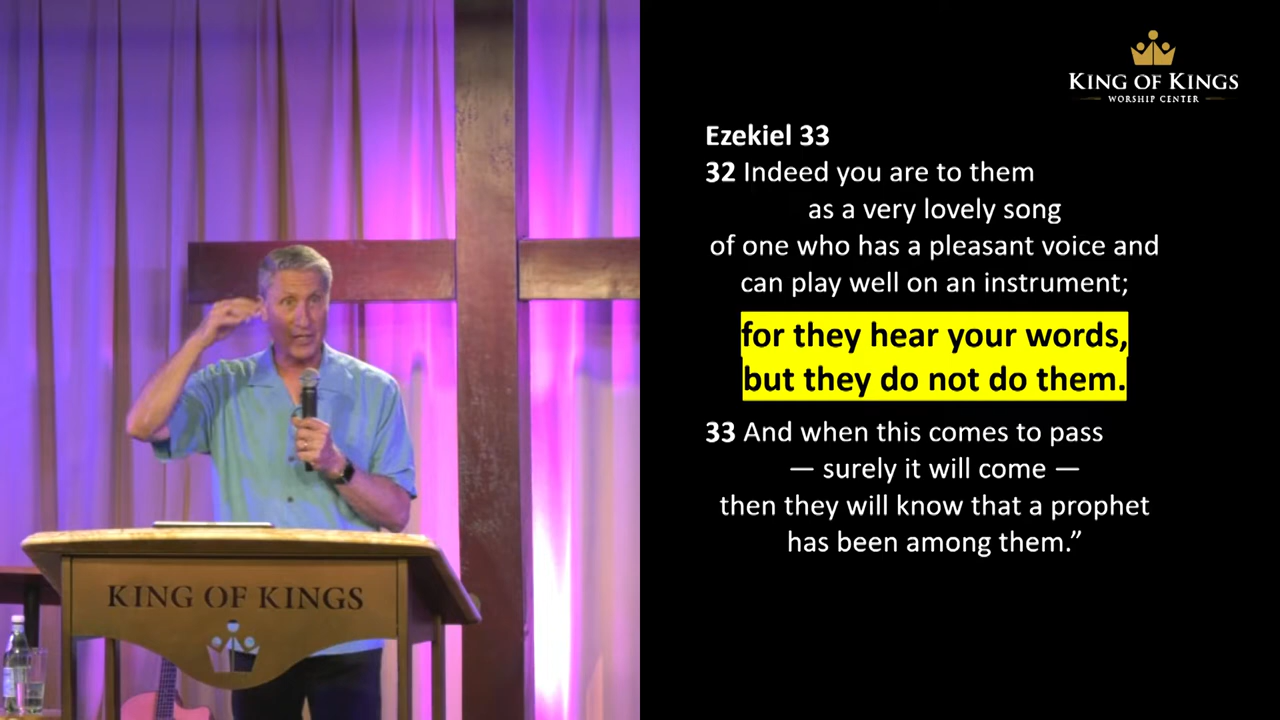 KING OF KINGS
WORSHIP CENTER
Ezekiel 33
32 Indeed you are to them
as a very lovely song
of one who has a pleasant voice and
can play well on an instrument;
for they hear your words,
but they do not do them.
33 And when this comes to pass
— surely it will come —
then they will know that a prophet
has been among them.”
KING OF KINGS